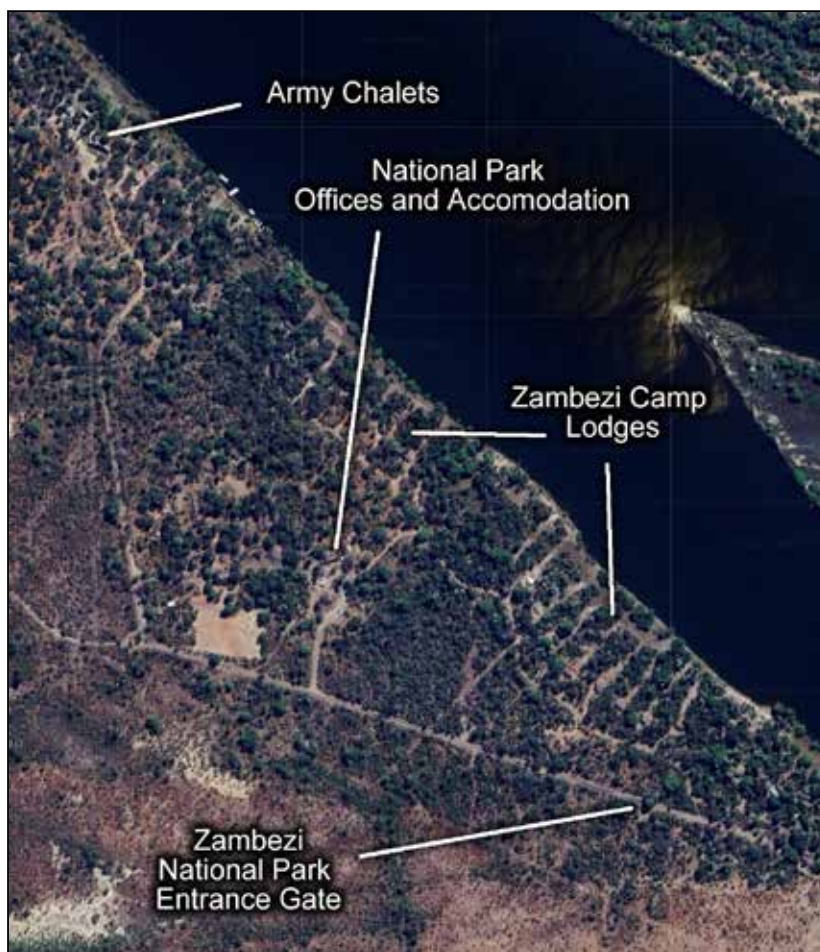 Army Chalets
National Park
Offices and Accomodation
Zambezi Camp
Lodges
Zambezi
National Park
Entrance Gate